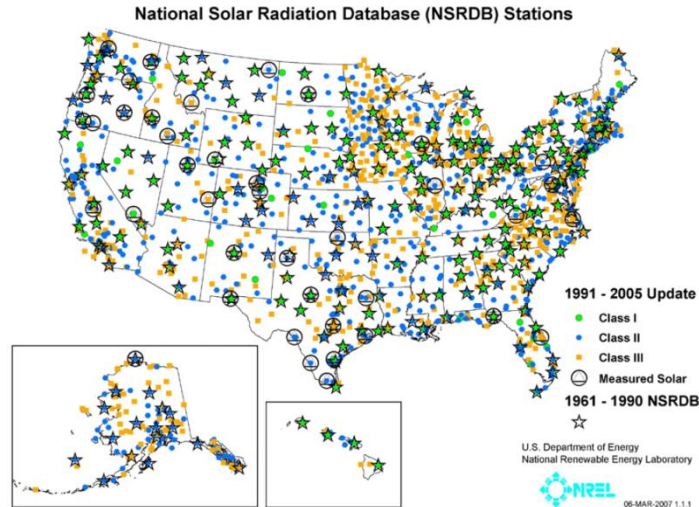 National Solar Radiation Database (NSRDB) Stations
1991 - 2005 Update
Class I
Class II
Class III
Measured Solar
1961 - 1990 NSRDB
U.S. Department of Energy
National Renewable Energy Laboratory
NREL
06-MAR-2007 1.1.1